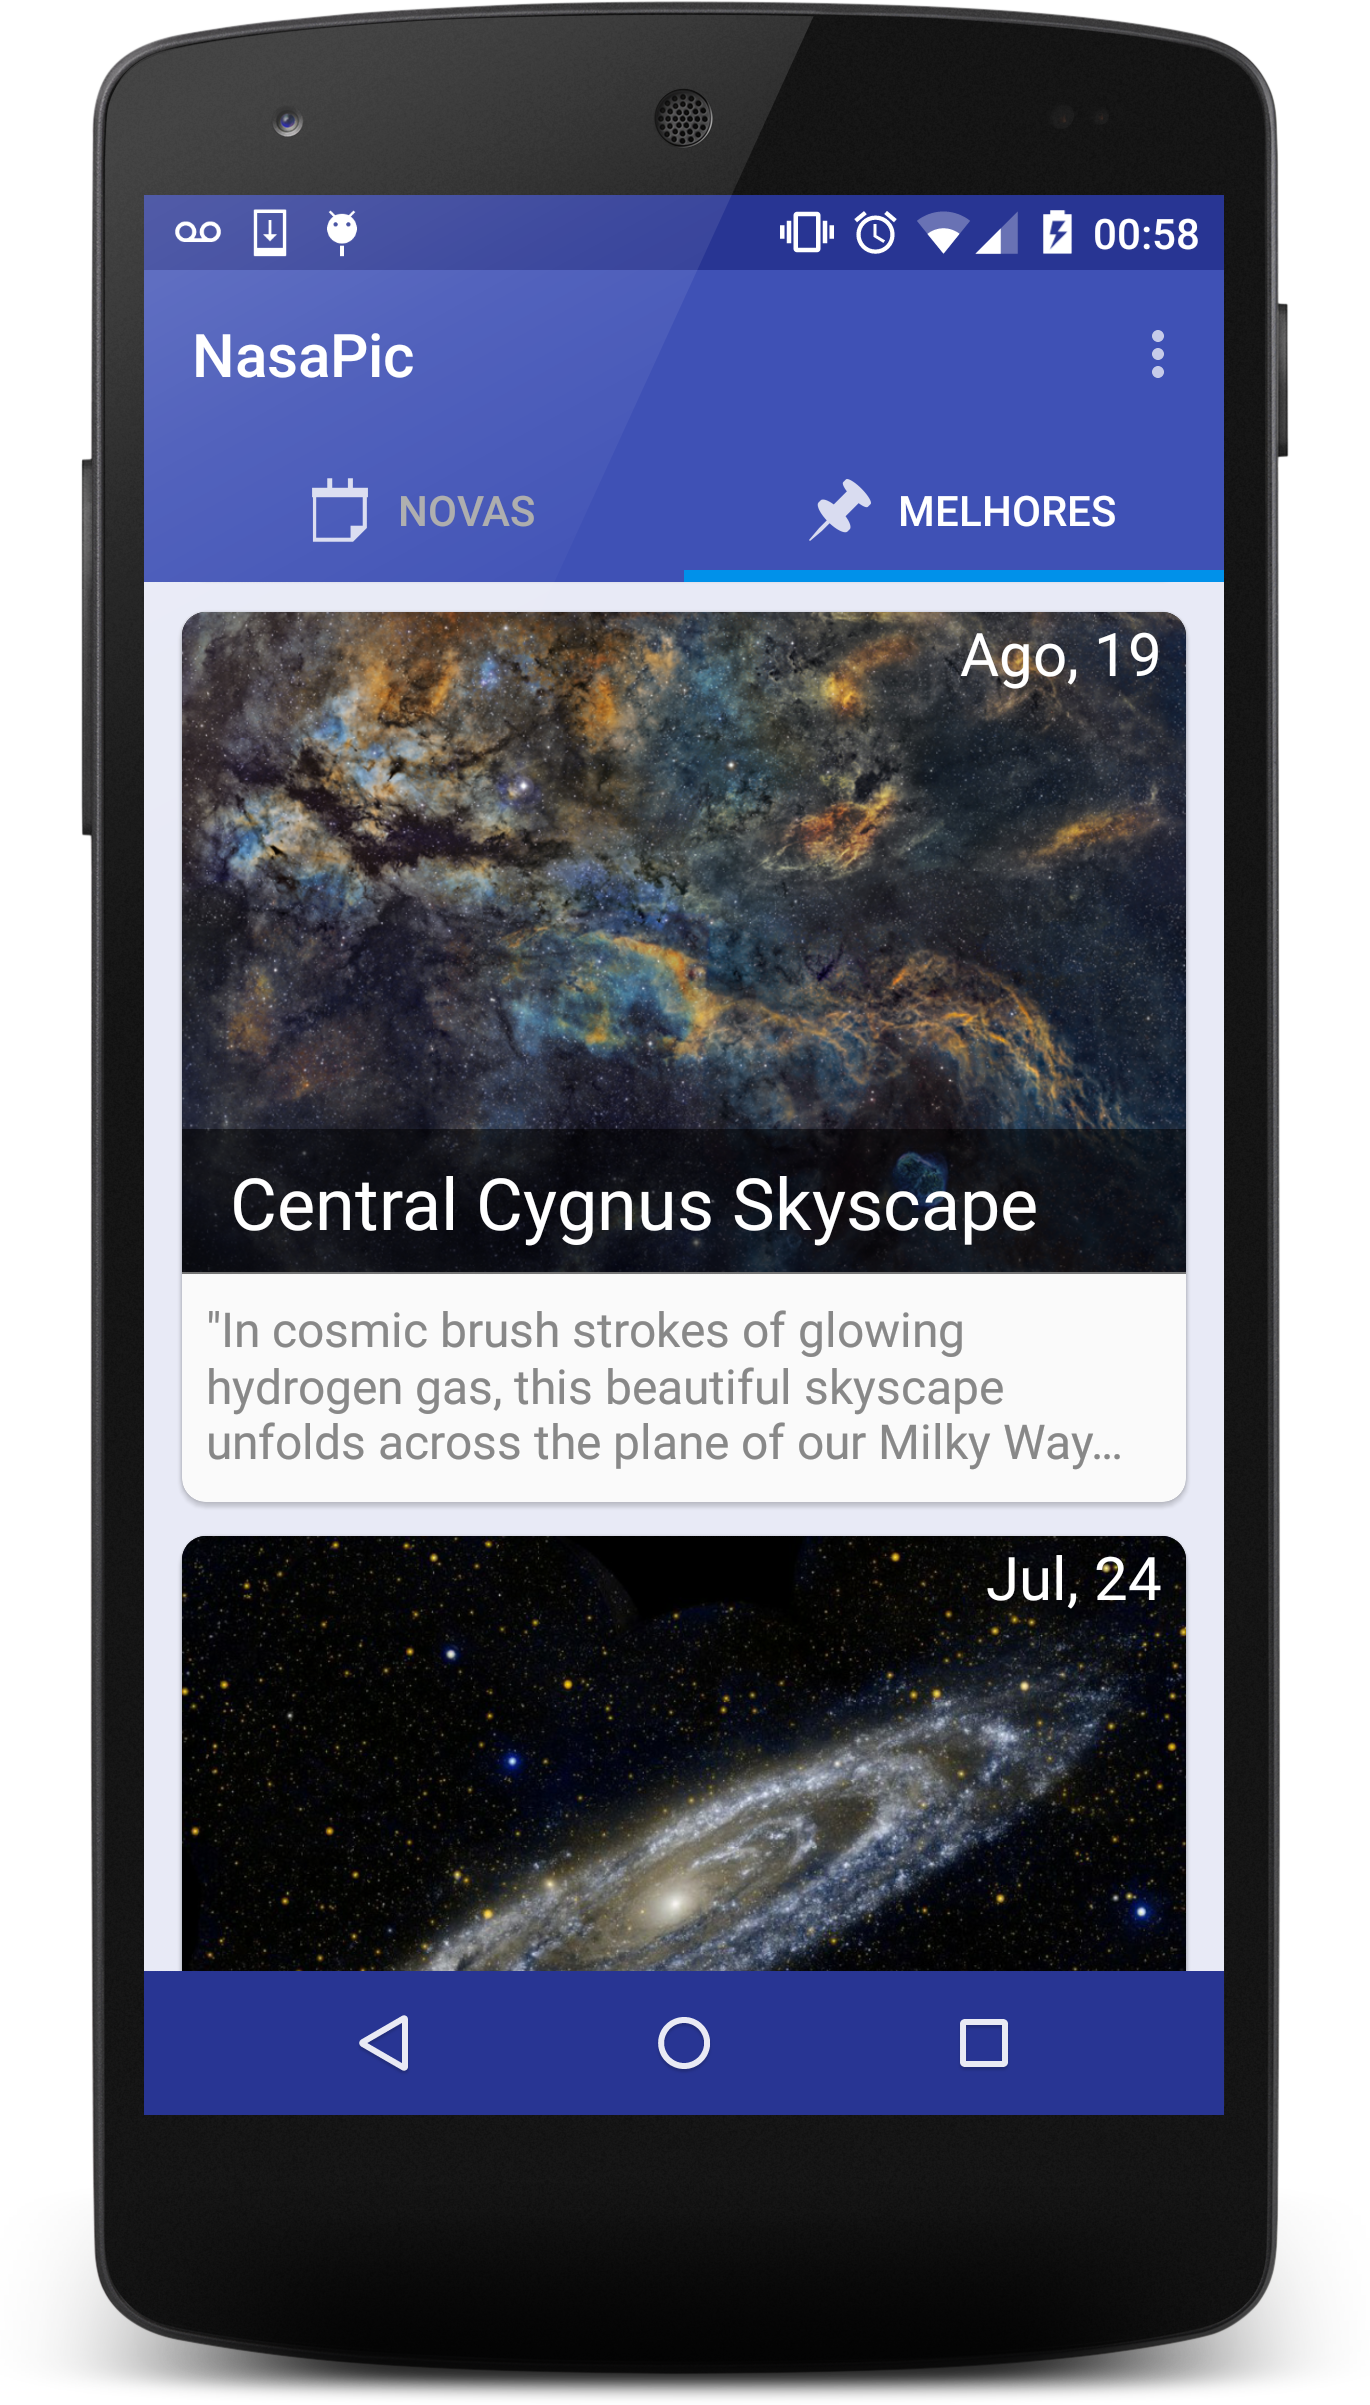 00:58
NasaPic
NOVAS
MELHORES
Ago, 19
Central Cygnus Skyscape
"In cosmic brush strokes of glowing
hydrogen gas, this beautiful skyscape
unfolds across the plane of our Milky Way...
Jul, 24